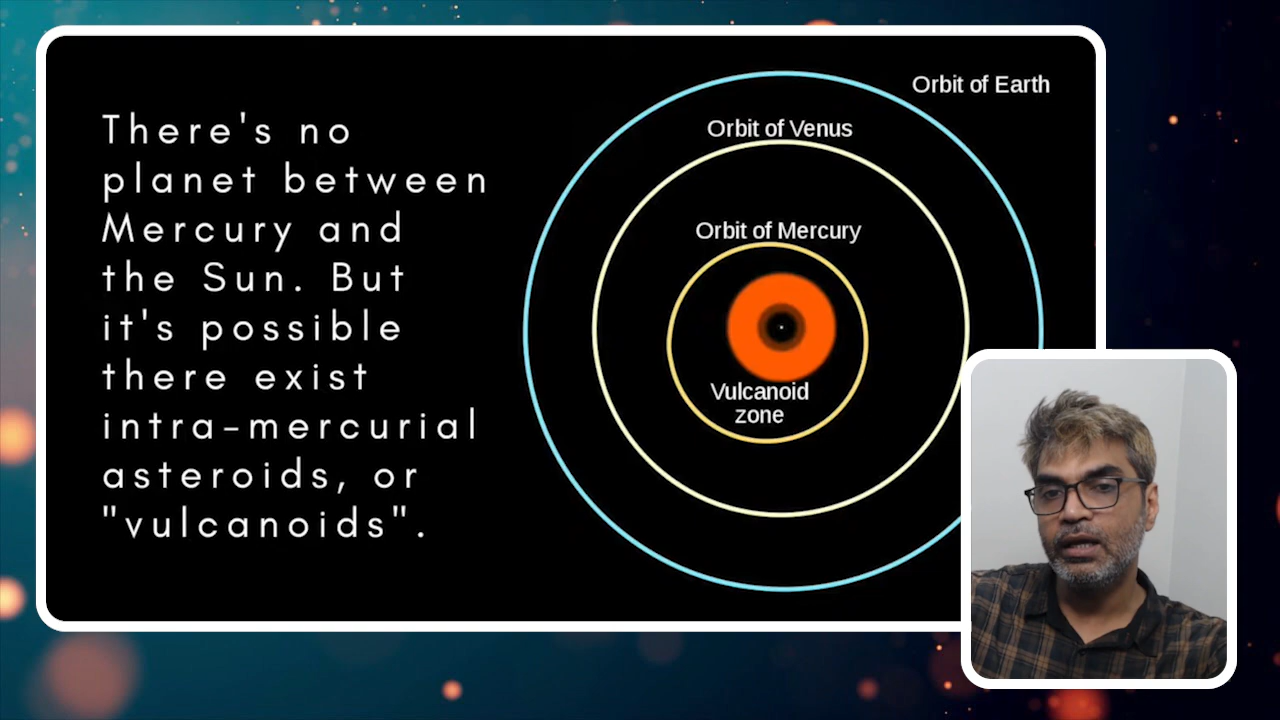 There's no
planet between
Mercury and
the Sun. But
it's possible
there exist
intra-mercurial
asteroids, or
"vulcanoids".
Orbit of Earth
Orbit of Venus
Orbit of Mercury
Vulcanoid
zone